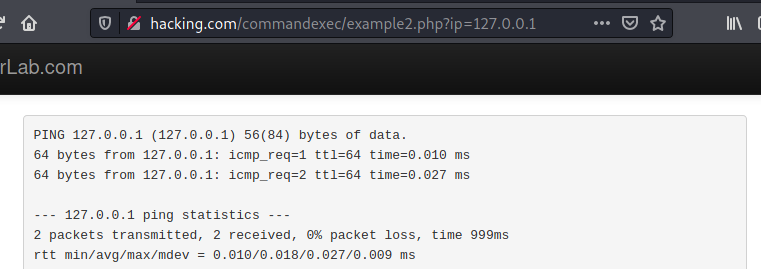 hacking.com/commandexec/example2.php?ip=127.0.0.1
rLab.com
PING 127.0.0.1 (127.0.0.1) 56(84) bytes of data.
64 bytes from 127.0.0.1: icmp_req=1 ttl=64 time=0.010 ms
64 bytes from 127.0.0.1: icmp_req=2 ttl=64 time=0.027 ms
--- 127.0.0.1 ping statistics ---
2 packets transmitted, 2 received, 0% packet loss, time 999ms
rtt min/avg/max/mdev = 0.010/0.018/0.027/0.009 ms